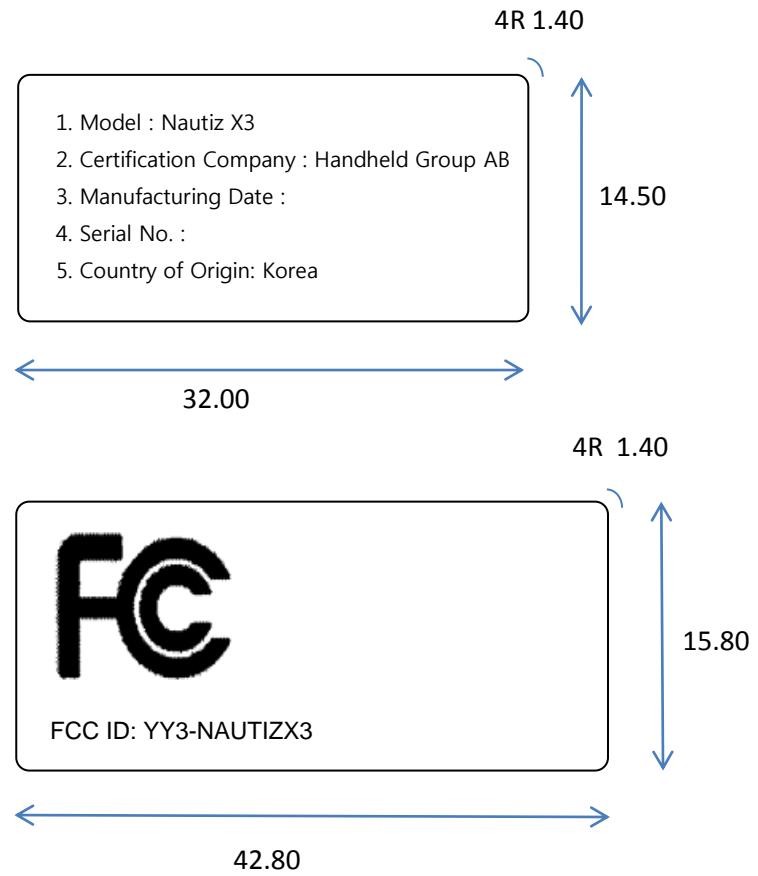 4R 1.40
1. Model : Nautiz X3
2. Certification Company : Handheld Group AB
3. Manufacturing Date :
4. Serial No. :
5. Country of Origin: Korea
14.50
32.00
4R 1.40
FCC
15.80
FCC ID: YY3-NAUTIZX3
42.80